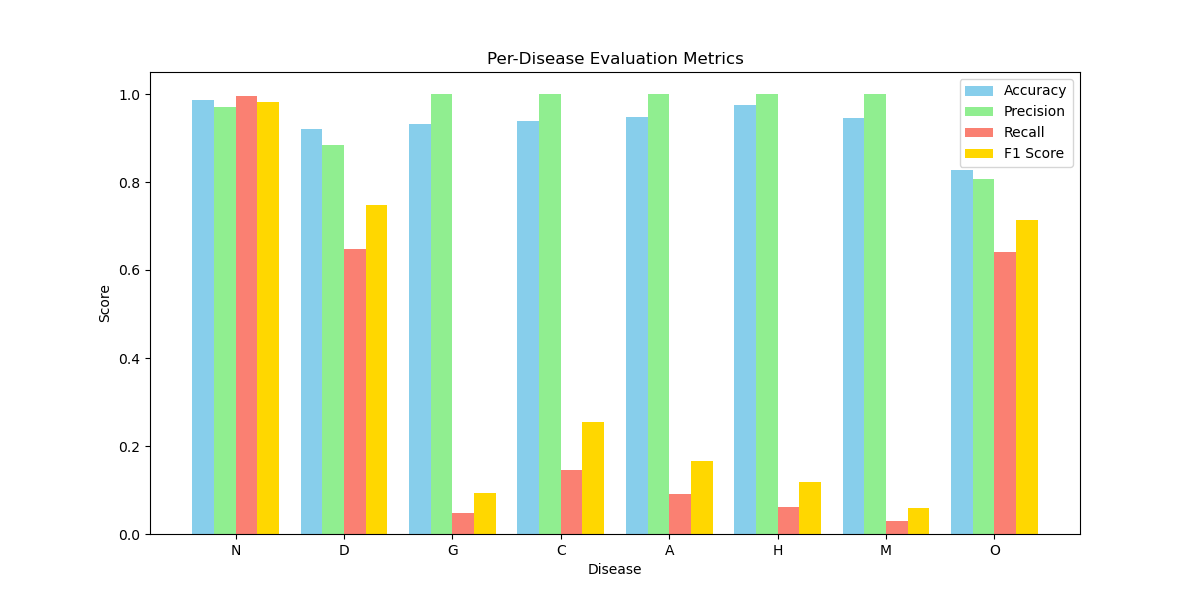 Per-Disease Evaluation Metrics
Accuracy
Precision
Recall
F1 Score
1.0
0.8
0.6
0.4
0.2
0.0
Score
N D G C A H M O
Disease